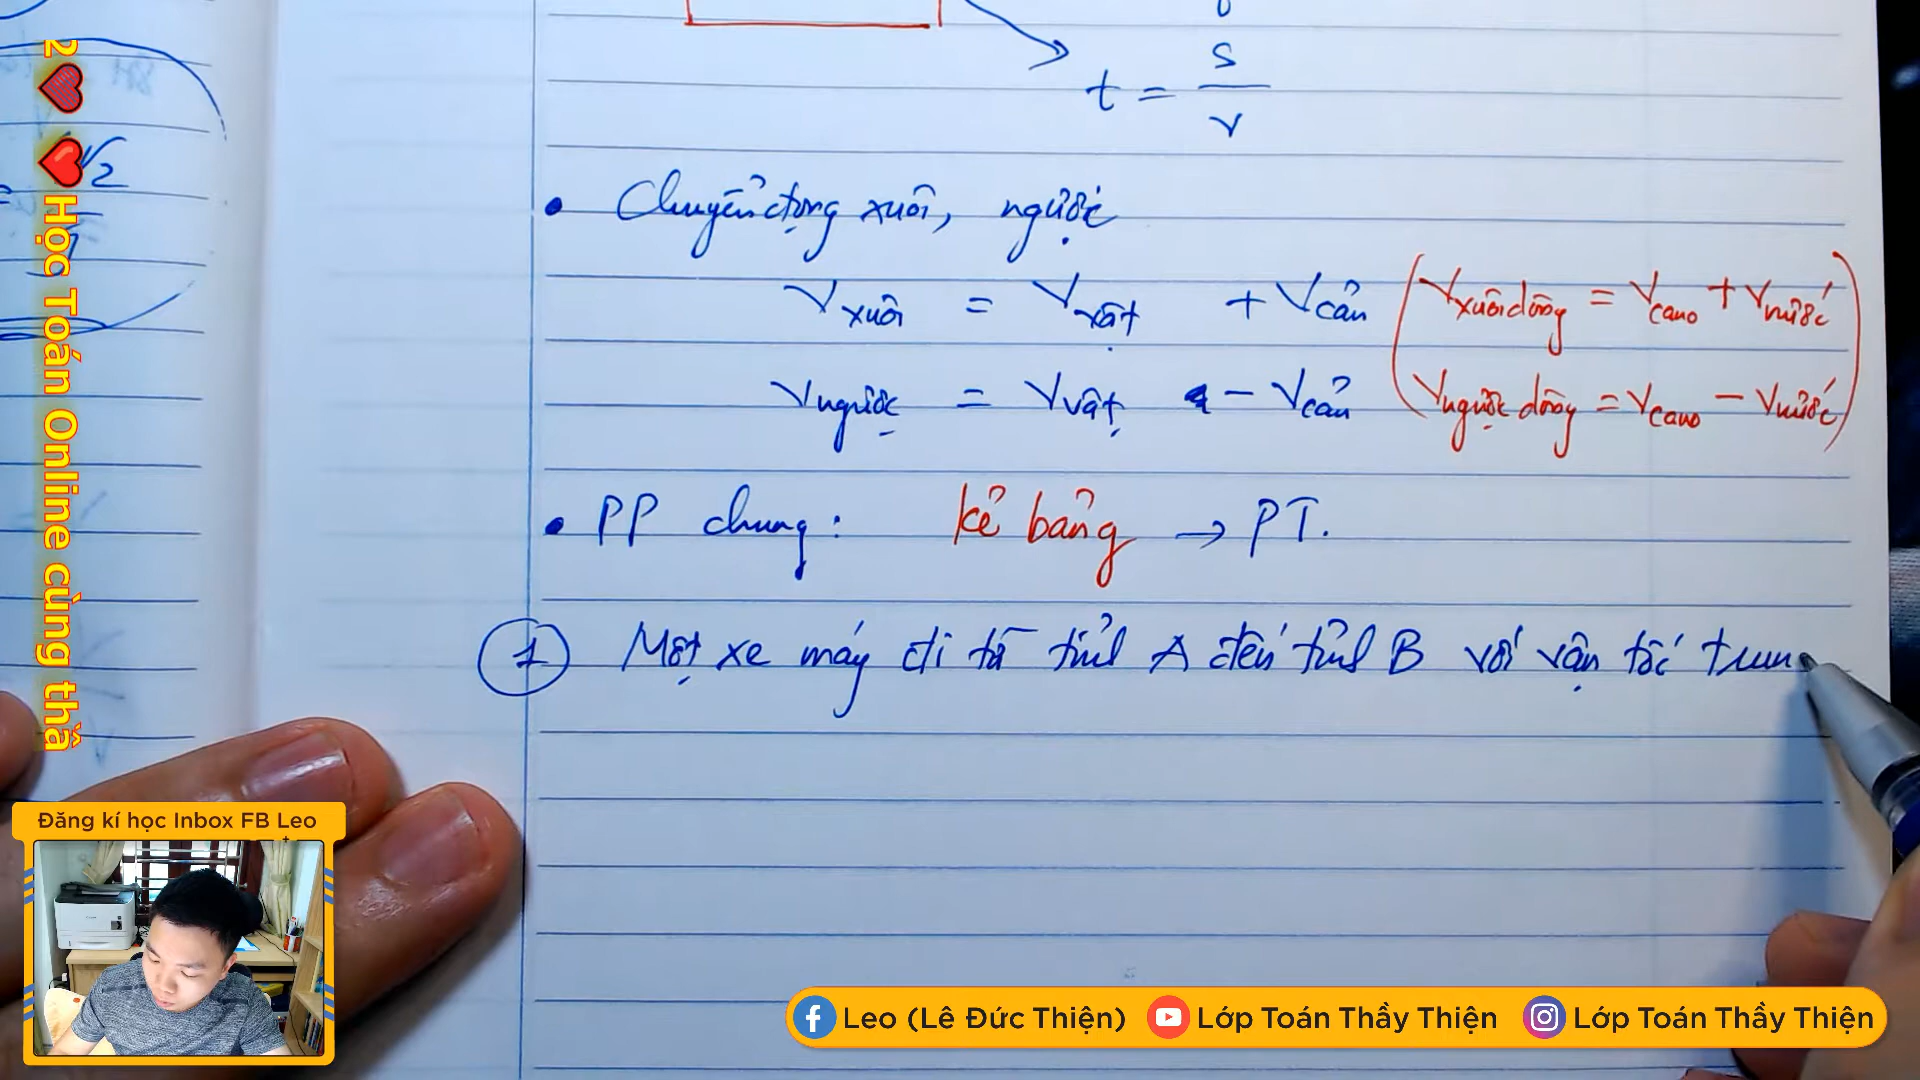 s
t = —
v
• Chuyển động xuôi, ngược
V xuôi = V vật + V cản (V xuôi dòng = V cano + V nước
V ngược = V vật - V cản V ngược dòng = V cano - V nước)
• PP chung: kẻ bảng → PT.
① Một xe máy đi từ tỉnh A đến tỉnh B với vận tốc trun
√2
2 ❤ ❤ Học Toán Online cùng thầ
Đăng kí học Inbox FB Leo
Leo (Lê Đức Thiện) Lớp Toán Thầy Thiện Lớp Toán Thầy Thiện